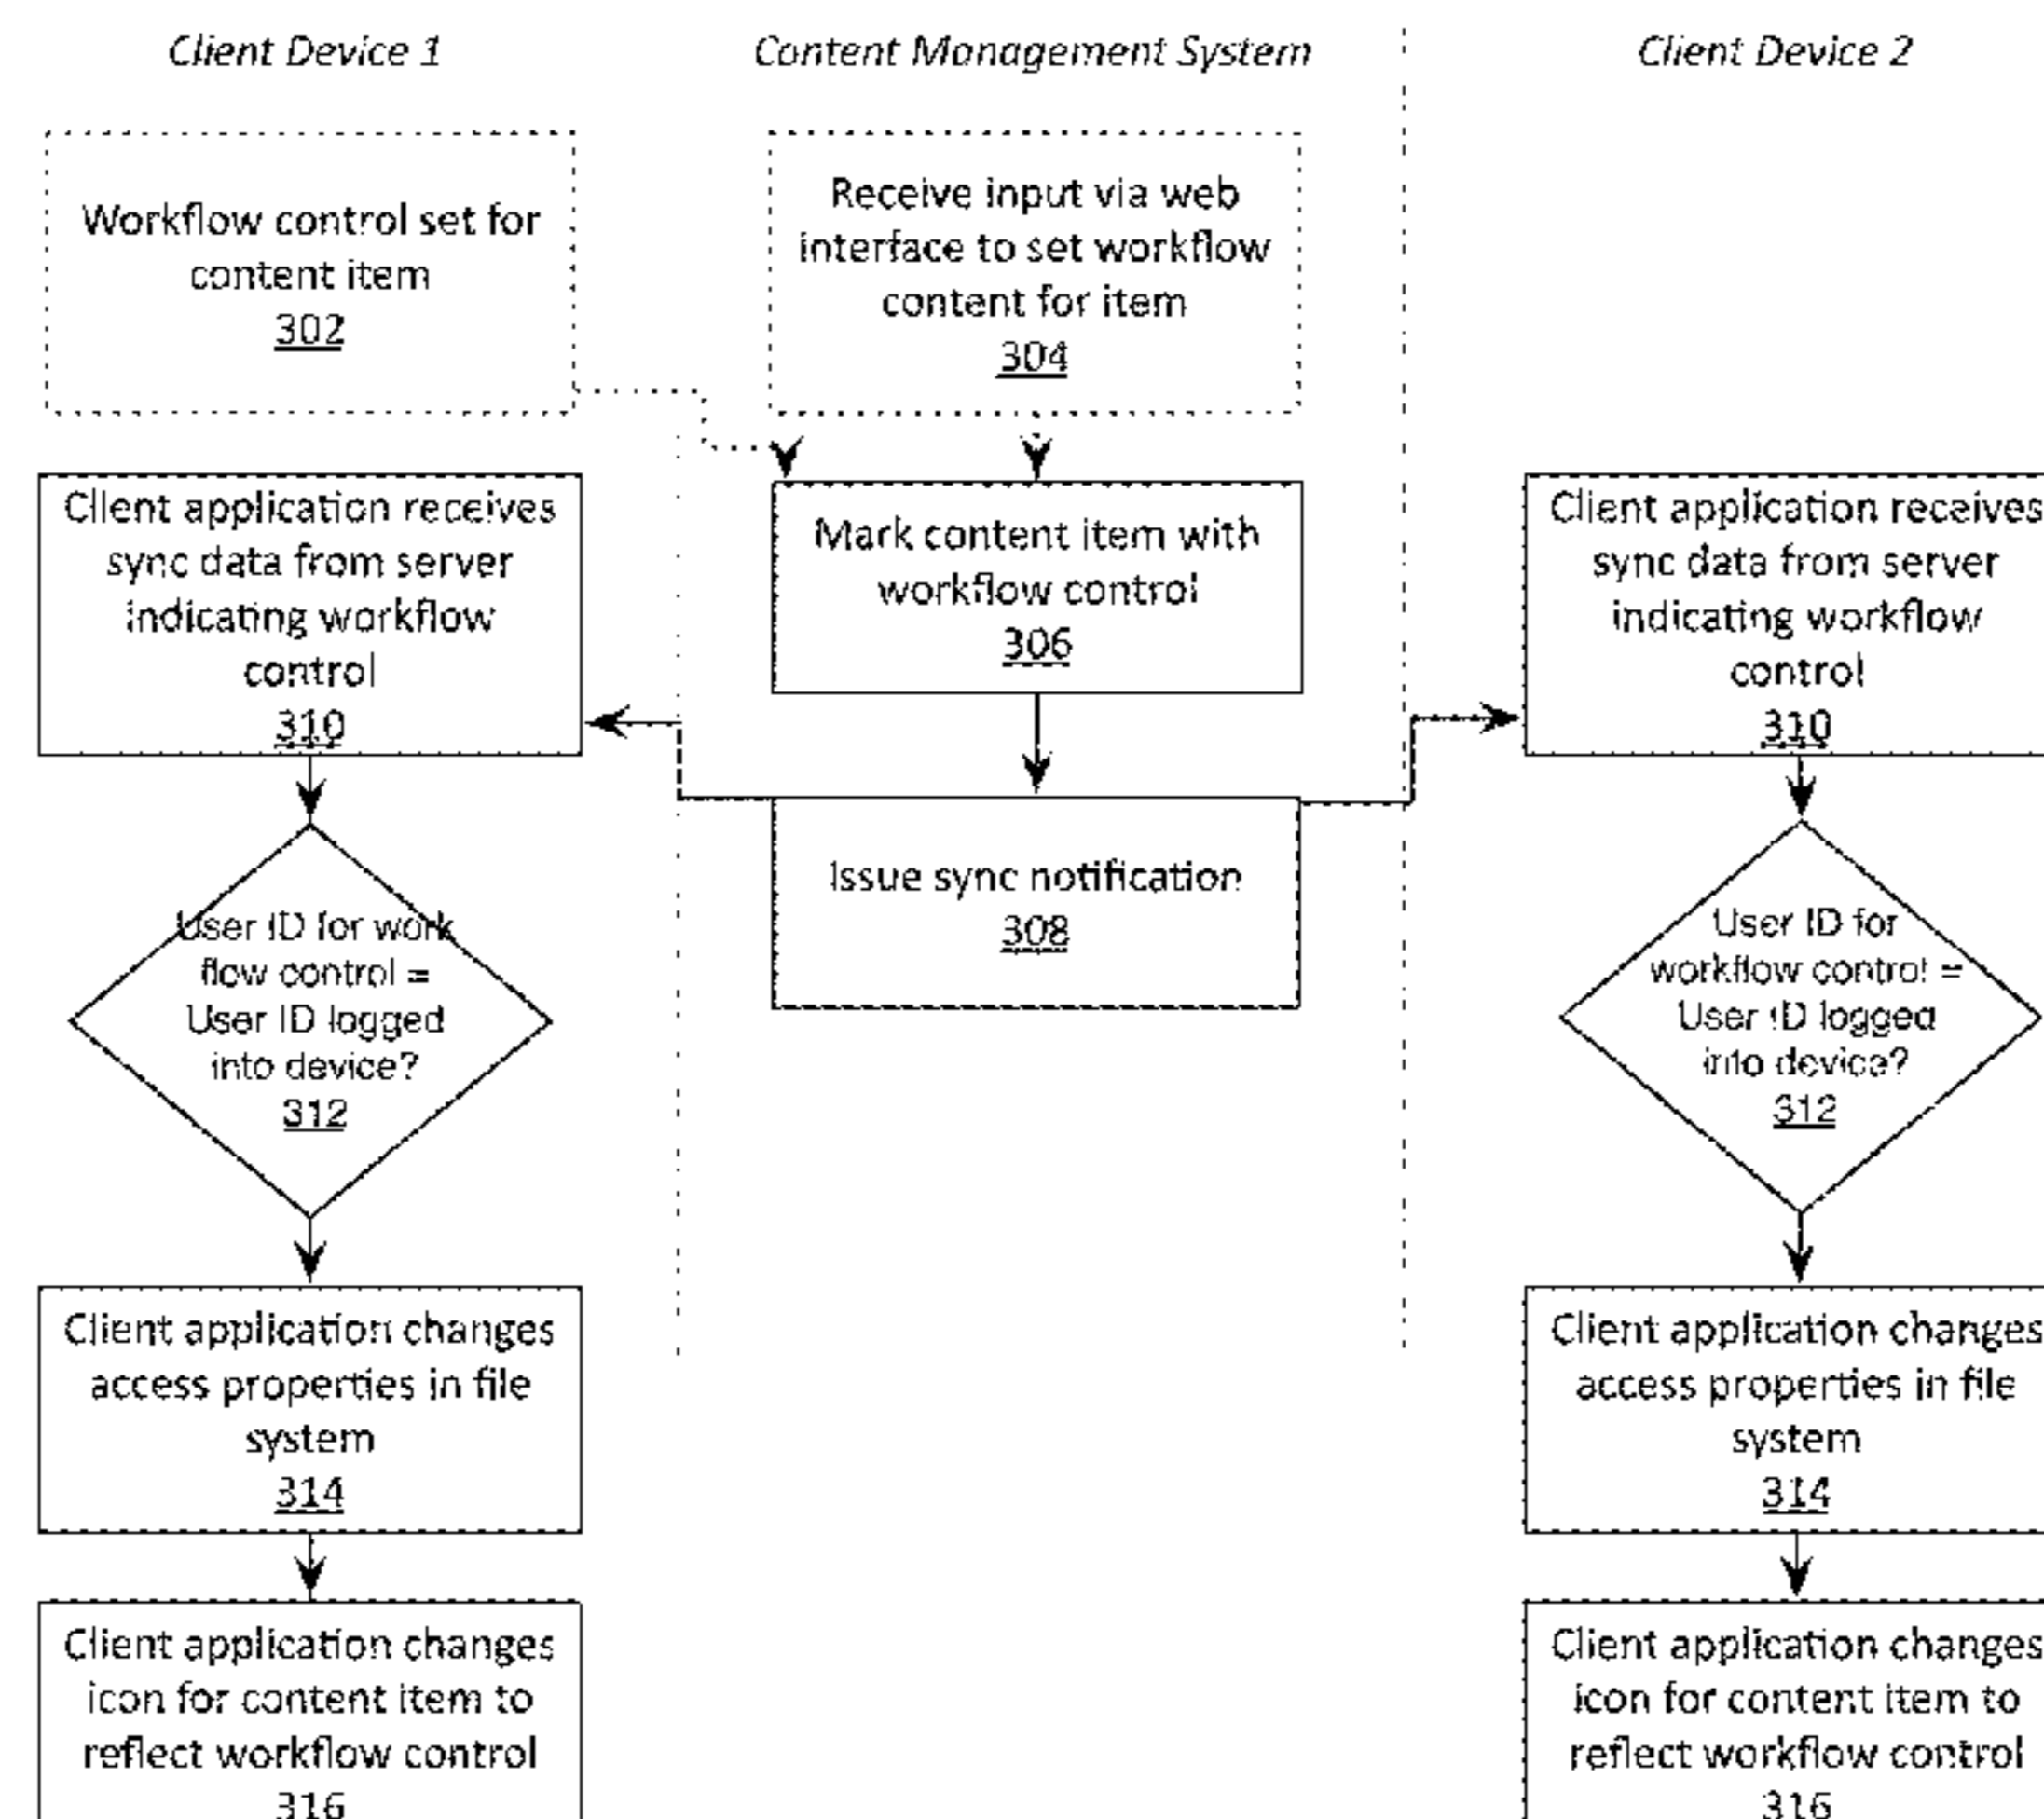 Client Device 1
Content Management System
Client Device 2
Workflow control set for
content item
302
Receive input via web
interface to set workflow
content for item
304
Client application receives
sync data from server
indicating workflow
control
310
Mark content item with
workflow control
306
Client application receives
sync data from server
indicating workflow
control
310
Issue sync notification
308
User ID for work
flow control =
User ID logged
into device?
312
User ID for
workflow control =
User ID logged
into device?
312
Client application changes
access properties in file
system
314
Client application changes
access properties in file
system
314
Client application changes
icon for content item to
reflect workflow control
316
Client application changes
icon for content item to
reflect workflow control
316